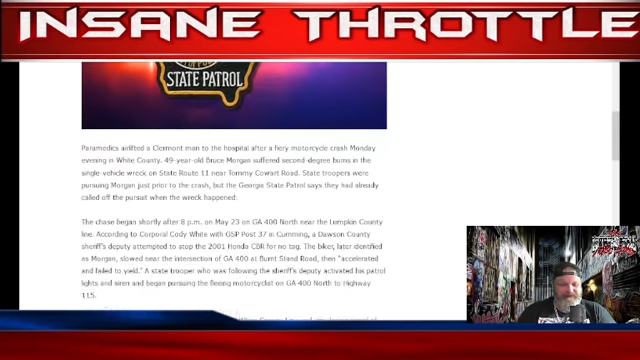 INSANE THROTTLE
STATE PATROL
Paramedics airlifted a Clermont man to the hospital after a fiery motorcycle crash Monday
evening in White County. 49-year-old Bruce Morgan suffered second-degree burns in the
single-vehicle wreck on State Route 11 near Tommy Cowart Road. State troopers were
pursuing Morgan just prior to the crash, but the Georgia State Patrol says they had already
called off the pursuit when the wreck happened.
The chase began shortly after 8 p.m. on May 23 on GA 400 North near the Lumpkin County
line. According to Corporal Cody White with GSP Post 37 in Cumming, a Dawson County
sheriff's deputy attempted to stop the 2001 Honda CBR for no tag. The biker, later identified
as Morgan, slowed near the intersection of GA 400 at Burnt Stand Road, then "accelerated
and failed to yield." A state trooper who was following the sheriff's deputy activated his patrol
lights and siren and began pursuing the fleeing motorcyclist on GA 400 North to Highway
115.